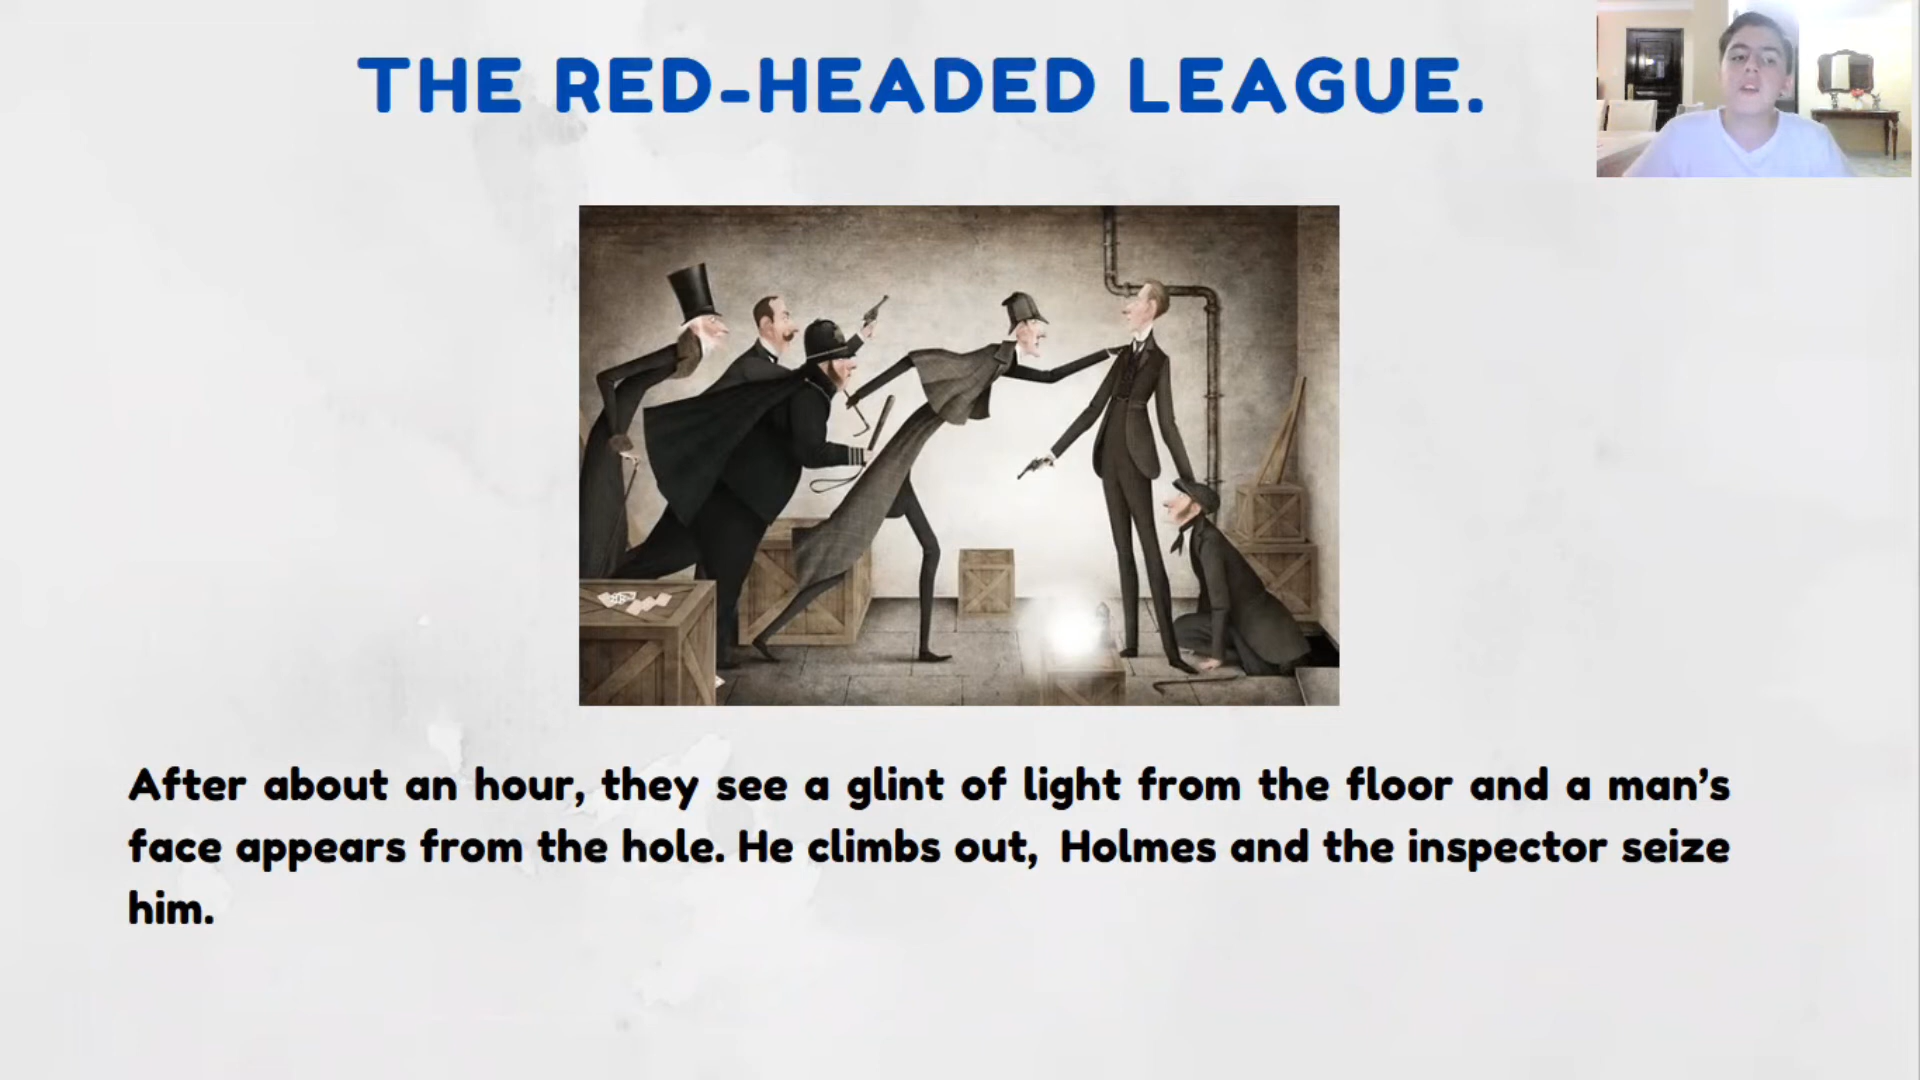 THE RED-HEADED LEAGUE.
After about an hour, they see a glint of light from the floor and a man’s
face appears from the hole. He climbs out, Holmes and the inspector seize
him.